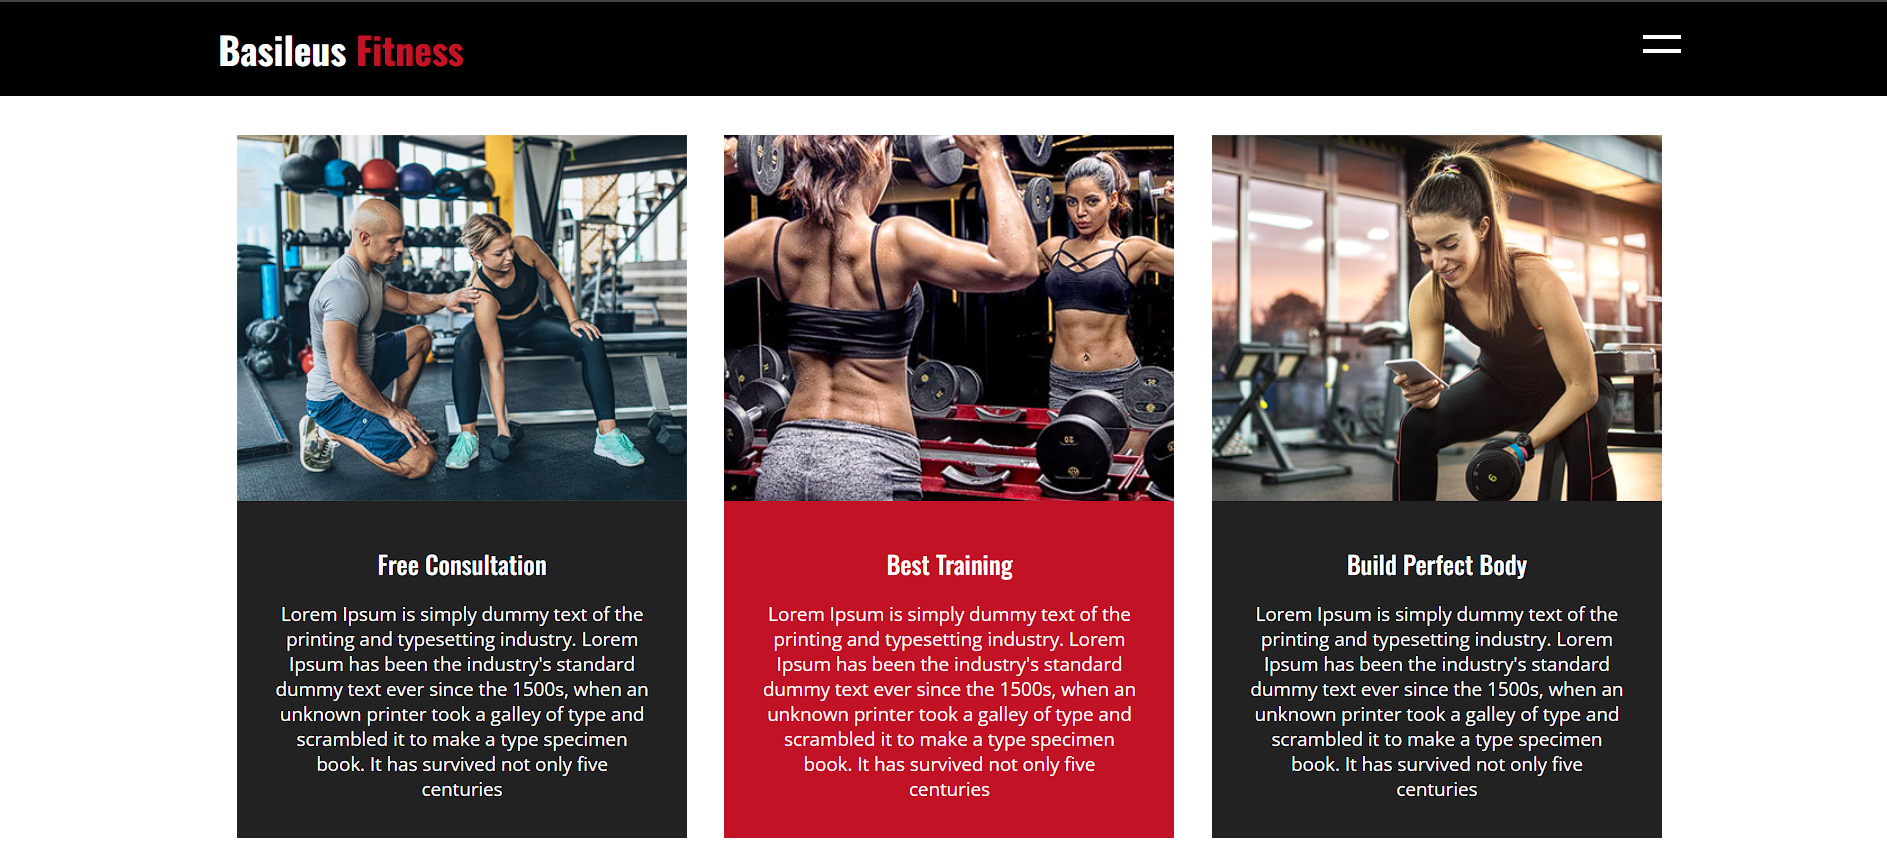 Basileus Fitness
Free Consultation
Lorem Ipsum is simply dummy text of the
printing and typesetting industry. Lorem
Ipsum has been the industry's standard
dummy text ever since the 1500s, when an
unknown printer took a galley of type and
scrambled it to make a type specimen
book. It has survived not only five
centuries
Best Training
Lorem Ipsum is simply dummy text of the
printing and typesetting industry. Lorem
Ipsum has been the industry's standard
dummy text ever since the 1500s, when an
unknown printer took a galley of type and
scrambled it to make a type specimen
book. It has survived not only five
centuries
Build Perfect Body
Lorem Ipsum is simply dummy text of the
printing and typesetting industry. Lorem
Ipsum has been the industry's standard
dummy text ever since the 1500s, when an
unknown printer took a galley of type and
scrambled it to make a type specimen
book. It has survived not only five
centuries